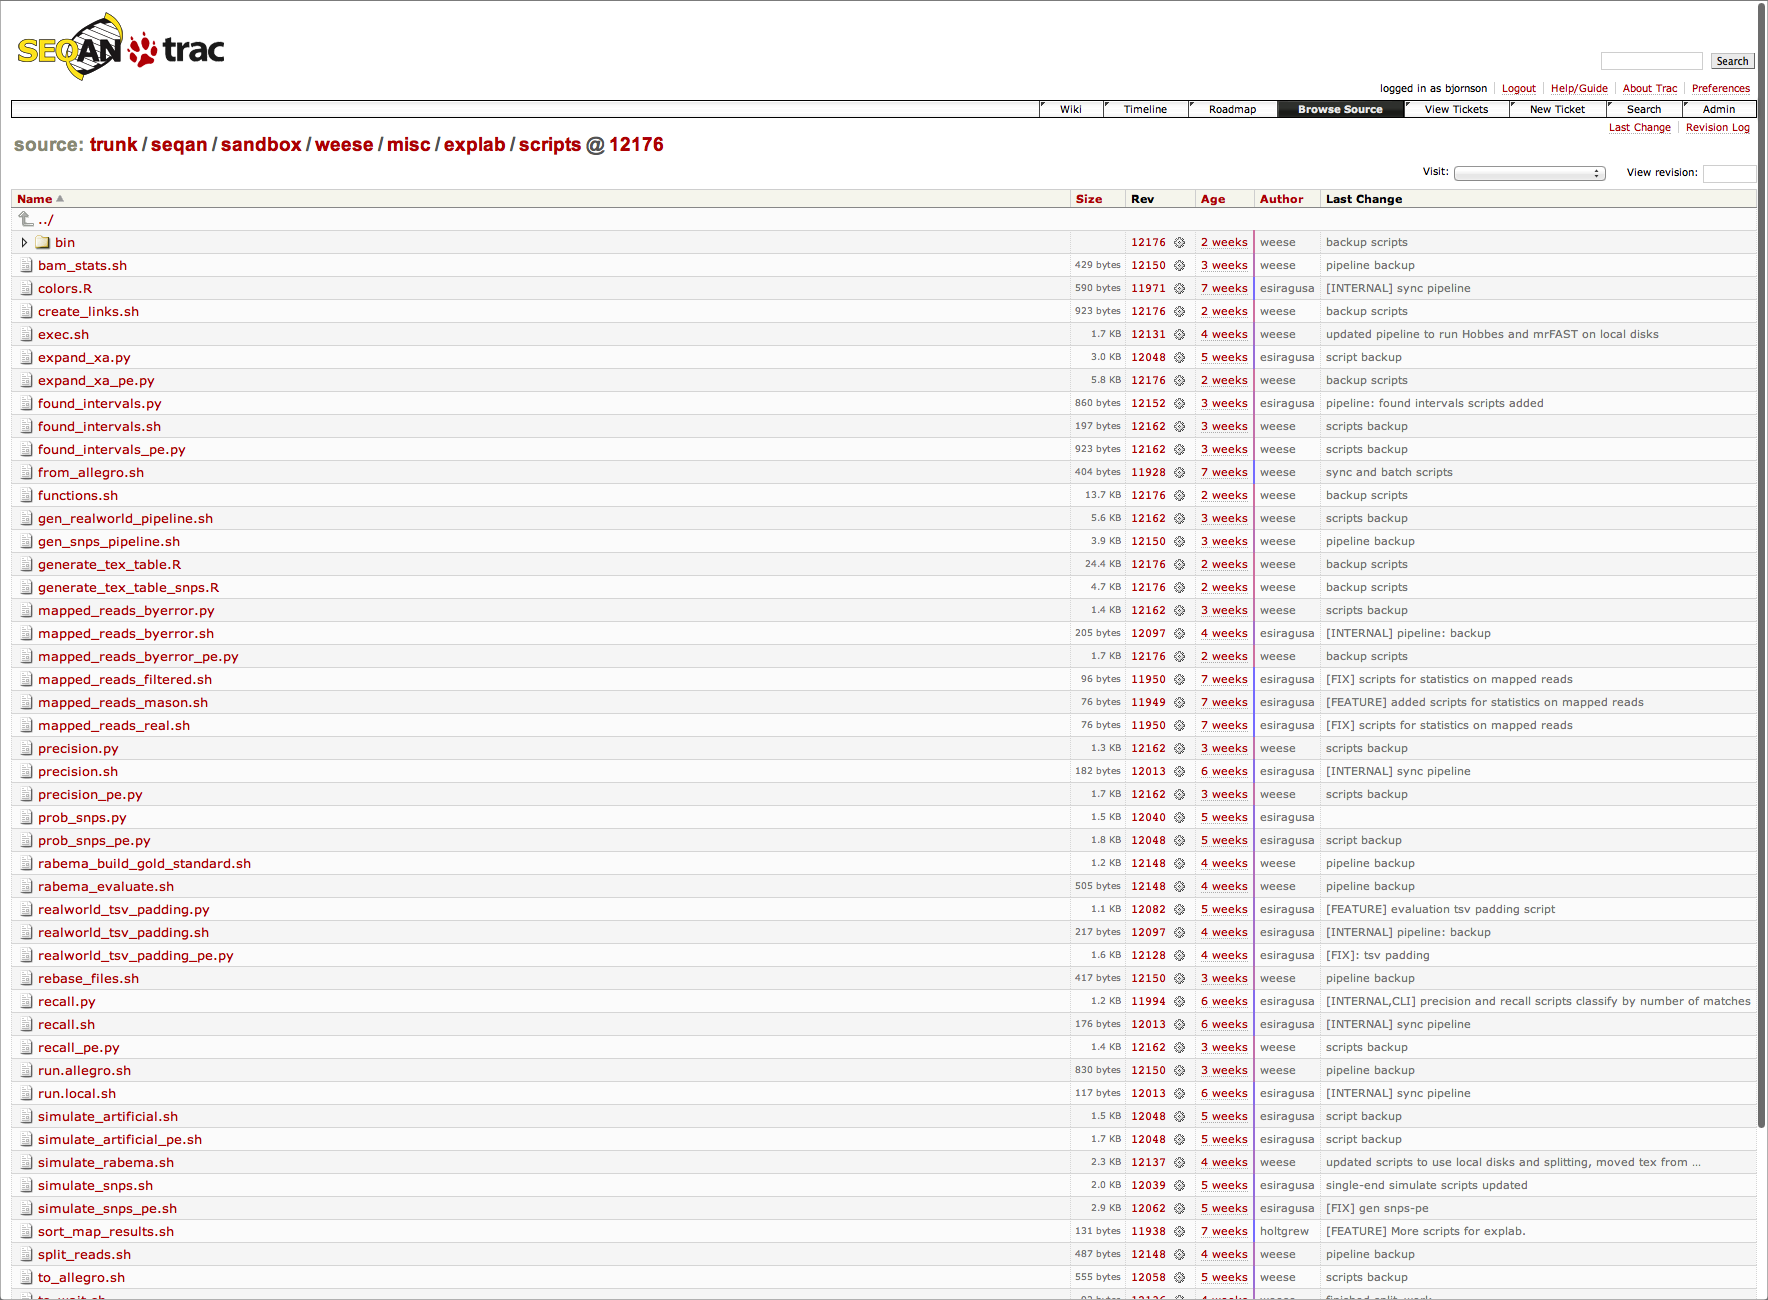 SEQAN trac
Search
logged in as bjornson Logout Help/Guide About Trac Preferences
Wiki Timeline Roadmap Browse Source View Tickets New Ticket Search Admin
Last Change Revision Log
source: trunk / seqan / sandbox / weese / misc / explab / scripts @ 12176
Visit: View revision:
Name Size Rev Age Author Last Change
../
bin 12176 2 weeks weese backup scripts
bam_stats.sh 429 bytes 12150 3 weeks weese pipeline backup
colors.R 590 bytes 11971 7 weeks esiragusa [INTERNAL] sync pipeline
create_links.sh 923 bytes 12176 2 weeks weese backup scripts
exec.sh 1.7 KB 12131 4 weeks weese updated pipeline to run Hobbes and mrFAST on local disks
expand_xa.py 3.0 KB 12048 5 weeks esiragusa script backup
expand_xa_pe.py 5.8 KB 12176 2 weeks weese backup scripts
found_intervals.py 860 bytes 12152 3 weeks esiragusa pipeline: found intervals scripts added
found_intervals.sh 197 bytes 12162 3 weeks weese scripts backup
found_intervals_pe.py 923 bytes 12162 3 weeks weese scripts backup
from_allegro.sh 404 bytes 11928 7 weeks weese sync and batch scripts
functions.sh 13.7 KB 12176 2 weeks weese backup scripts
gen_realworld_pipeline.sh 5.6 KB 12162 3 weeks weese scripts backup
gen_snps_pipeline.sh 3.9 KB 12150 3 weeks weese pipeline backup
generate_tex_table.R 24.4 KB 12176 2 weeks weese backup scripts
generate_tex_table_snps.R 4.7 KB 12176 2 weeks weese backup scripts
mapped_reads_byerror.py 1.4 KB 12162 3 weeks weese scripts backup
mapped_reads_byerror.sh 205 bytes 12097 4 weeks esiragusa [INTERNAL] pipeline: backup
mapped_reads_byerror_pe.py 1.7 KB 12176 2 weeks weese backup scripts
mapped_reads_filtered.sh 96 bytes 11950 7 weeks esiragusa [FIX] scripts for statistics on mapped reads
mapped_reads_mason.sh 76 bytes 11949 7 weeks esiragusa [FEATURE] added scripts for statistics on mapped reads
mapped_reads_real.sh 76 bytes 11950 7 weeks esiragusa [FIX] scripts for statistics on mapped reads
precision.py 1.3 KB 12162 3 weeks weese scripts backup
precision.sh 182 bytes 12013 6 weeks esiragusa [INTERNAL] sync pipeline
precision_pe.py 1.7 KB 12162 3 weeks weese scripts backup
prob_snps.py 1.5 KB 12040 5 weeks esiragusa
prob_snps_pe.py 1.8 KB 12048 5 weeks esiragusa script backup
rabema_build_gold_standard.sh 1.2 KB 12148 4 weeks weese pipeline backup
rabema_evaluate.sh 505 bytes 12148 4 weeks weese pipeline backup
realworld_tsv_padding.py 1.1 KB 12082 5 weeks esiragusa [FEATURE] evaluation tsv padding script
realworld_tsv_padding.sh 217 bytes 12097 4 weeks esiragusa [INTERNAL] pipeline: backup
realworld_tsv_padding_pe.py 1.6 KB 12128 4 weeks esiragusa [FIX]: tsv padding
rebase_files.sh 417 bytes 12150 3 weeks weese pipeline backup
recall.py 1.2 KB 11994 6 weeks esiragusa [INTERNAL,CLI] precision and recall scripts classify by number of matches
recall.sh 176 bytes 12013 6 weeks esiragusa [INTERNAL] sync pipeline
recall_pe.py 1.4 KB 12162 3 weeks weese scripts backup
run.allegro.sh 830 bytes 12150 3 weeks weese pipeline backup
run.local.sh 117 bytes 12013 6 weeks esiragusa [INTERNAL] sync pipeline
simulate_artificial.sh 1.5 KB 12048 5 weeks esiragusa script backup
simulate_artificial_pe.sh 1.7 KB 12048 5 weeks esiragusa script backup
simulate_rabema.sh 2.3 KB 12137 4 weeks weese updated scripts to use local disks and splitting, moved tex from ...
simulate_snps.sh 2.0 KB 12039 5 weeks esiragusa single-end simulate scripts updated
simulate_snps_pe.sh 2.9 KB 12062 5 weeks esiragusa [FIX] gen snps-pe
sort_map_results.sh 131 bytes 11938 7 weeks holtgrew [FEATURE] More scripts for explab.
split_reads.sh 487 bytes 12148 4 weeks weese pipeline backup
to_allegro.sh 555 bytes 12058 5 weeks weese scripts backup